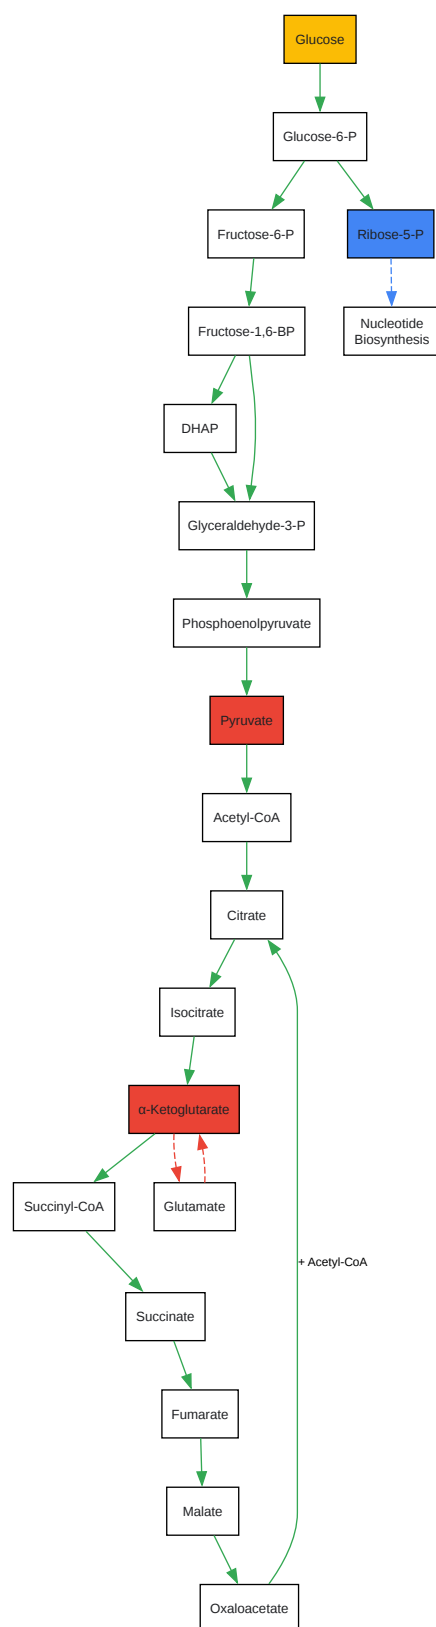 Glucose
Glucose-6-P
Fructose-6-P
Ribose-5-P
Fructose-1,6-BP
Nucleotide
Biosynthesis
DHAP
Glyceraldehyde-3-P
Phosphoenolpyruvate
Pyruvate
Acetyl-CoA
Citrate
Isocitrate
α-Ketoglutarate
Succinyl-CoA
Glutamate
+ Acetyl-CoA
Succinate
Fumarate
Malate
Oxaloacetate